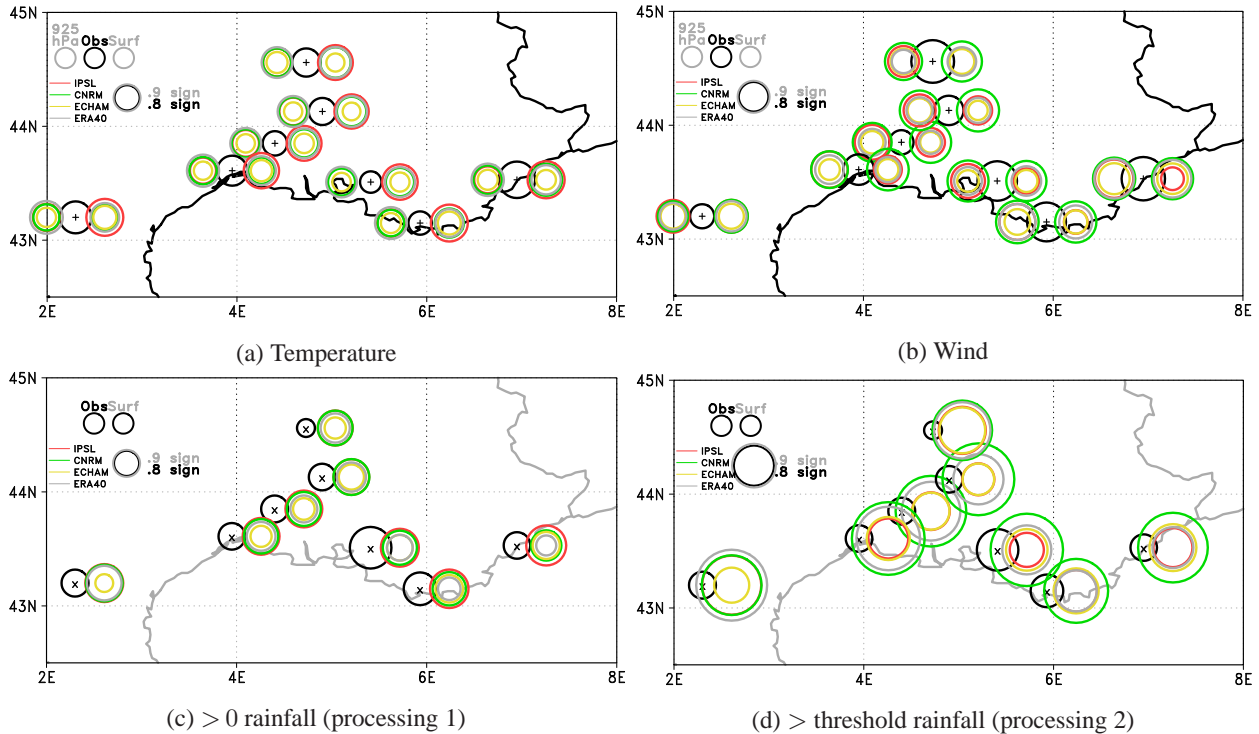 45N
44N
43N
2E 4E 6E 8E
925
hPa Obs Surf
IPSL
CNRM
ECHAM
ERA40
.9 sign
.8 sign
(a) Temperature
45N
44N
43N
2E 4E 6E 8E
925
hPa Obs Surf
IPSL
CNRM
ECHAM
ERA40
.9 sign
.8 sign
(b) Wind
45N
44N
43N
2E 4E 6E 8E
Obs Surf
IPSL
CNRM
ECHAM
ERA40
.9 sign
.8 sign
(c) > 0 rainfall (processing 1)
45N
44N
43N
2E 4E 6E 8E
Obs Surf
IPSL
CNRM
ECHAM
ERA40
.9 sign
.8 sign
(d) > threshold rainfall (processing 2)